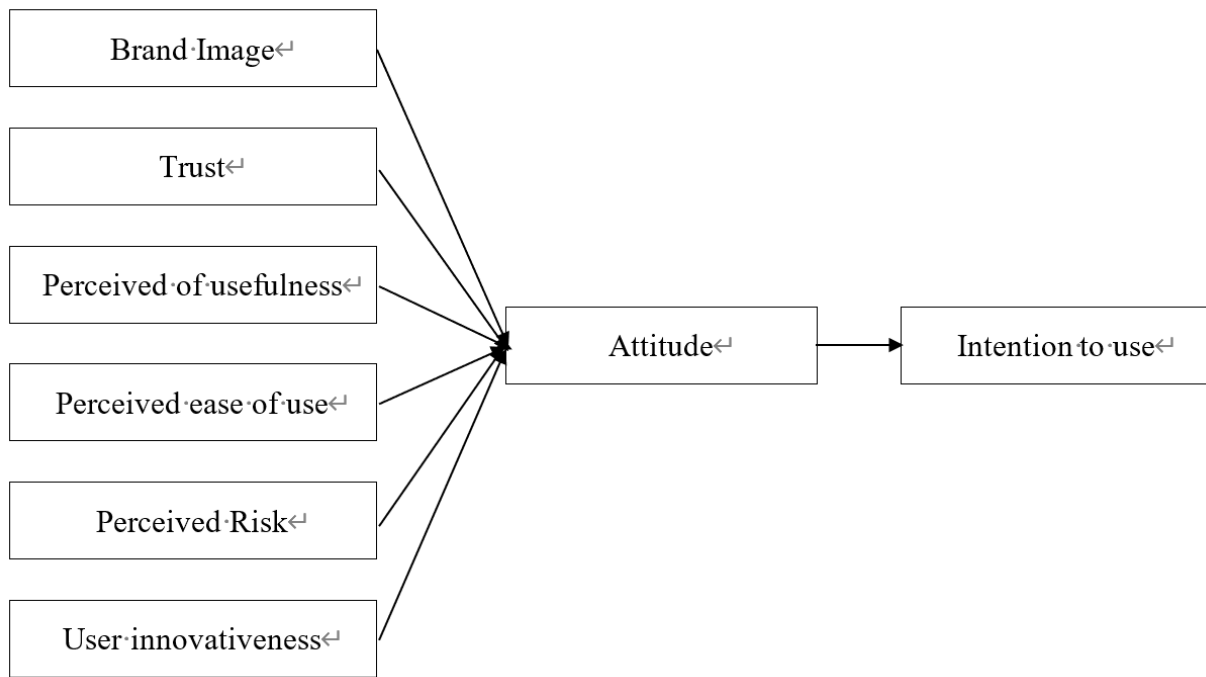 Brand Image
Trust
Perceived of usefulness
Perceived ease of use
Perceived Risk
User innovativeness
Attitude
Intention to use